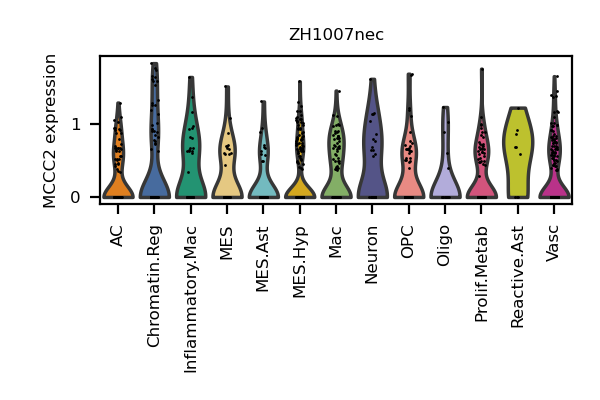 ZH1007nec
MCCC2 expression
1
0
AC
Chromatin.Reg
Inflammatory.Mac
MES
MES.Ast
MES.Hyp
Mac
Neuron
OPC
Oligo
Prolif.Metab
Reactive.Ast
Vasc